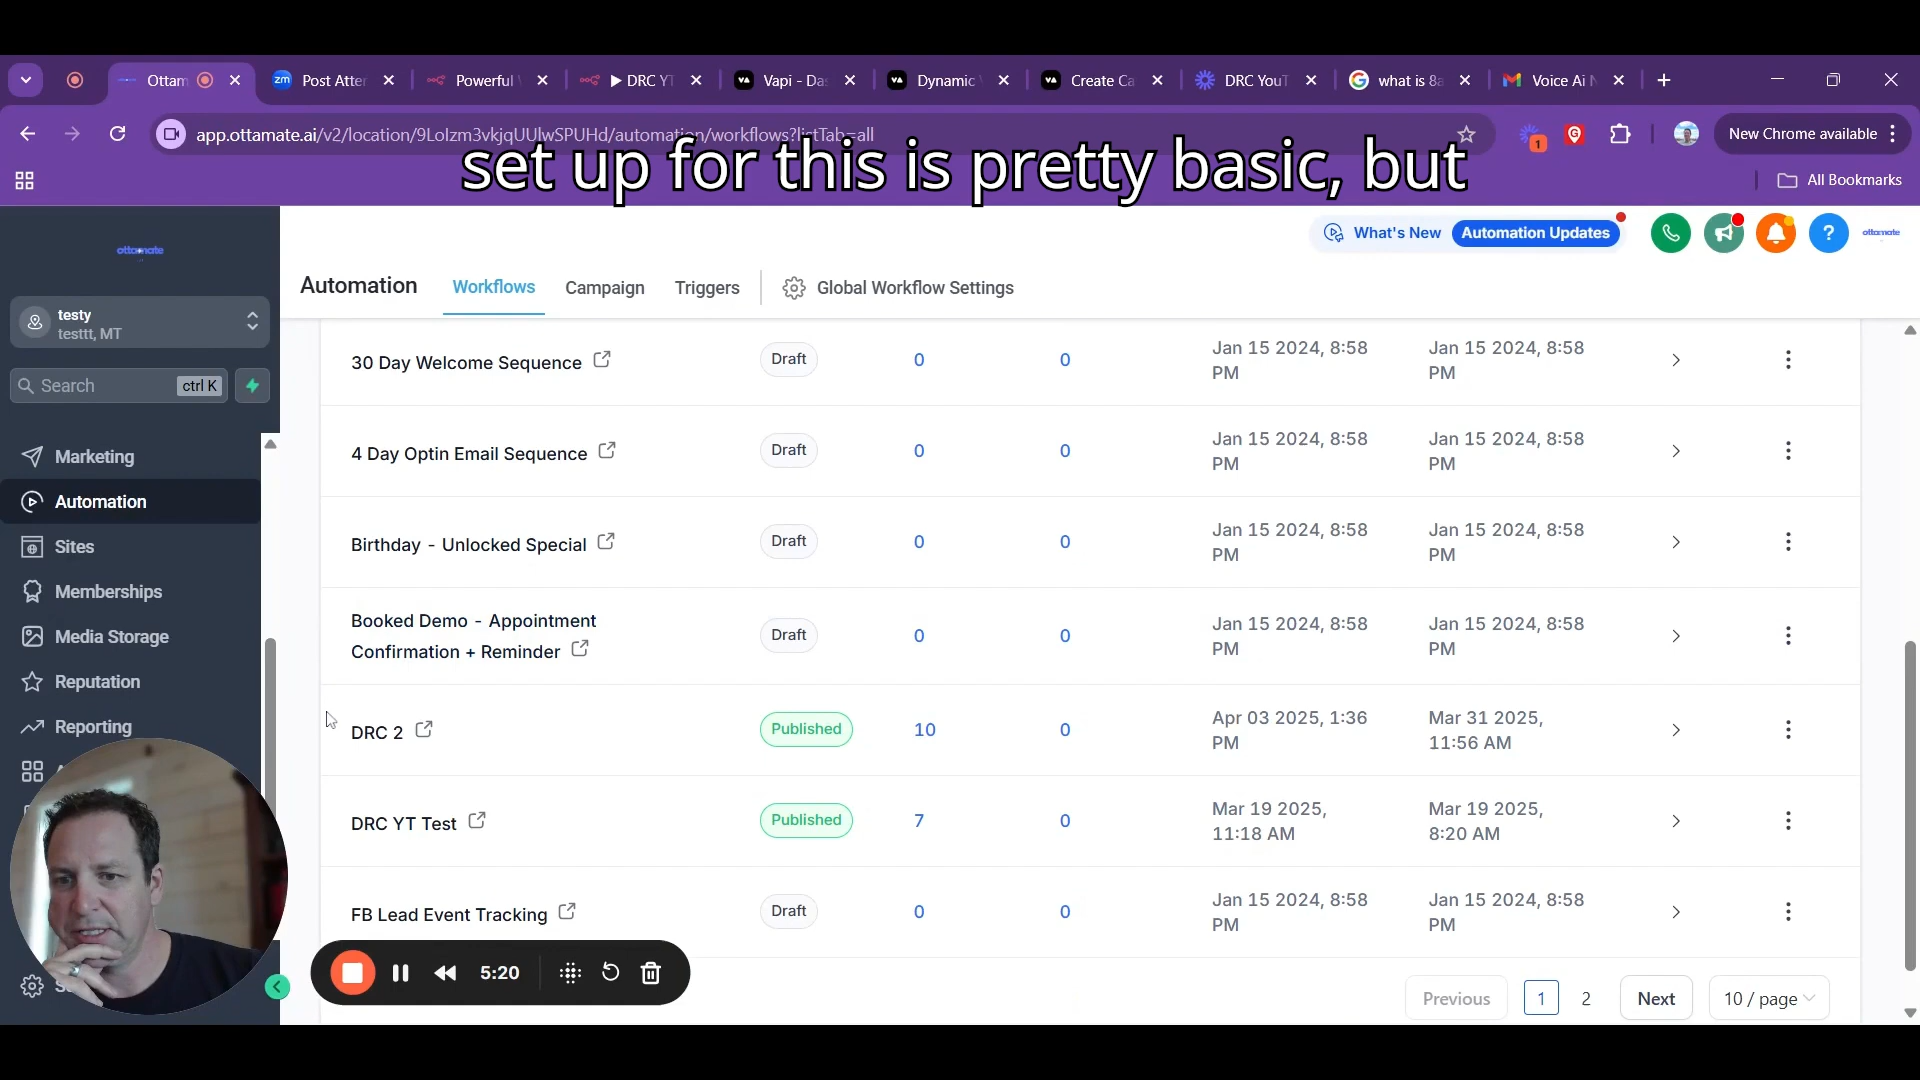 Ottam
zm Post Atter
Powerful
DRC YT
Vapi - Das
Dynamic
Create Ca
DRC YouT
what is 8a
Voice Ai N
app.ottamate.ai/v2/location/9LoIzm3vkjqUUlwSPUHd/automation/workflows?listTab=all
1
New Chrome available
set up for this is pretty basic, but
All Bookmarks
ottamate
What's New
Automation Updates
ottamate
Automation
Workflows
Campaign
Triggers
Global Workflow Settings
testy
testtt, MT
Search
ctrl K
Marketing
Automation
Sites
Memberships
Media Storage
Reputation
Reporting
30 Day Welcome Sequence Draft 0 0 Jan 15 2024, 8:58 Jan 15 2024, 8:58
PM PM
4 Day Optin Email Sequence Draft 0 0 Jan 15 2024, 8:58 Jan 15 2024, 8:58
PM PM
Birthday - Unlocked Special Draft 0 0 Jan 15 2024, 8:58 Jan 15 2024, 8:58
PM PM
Booked Demo - Appointment
Confirmation + Reminder Draft 0 0 Jan 15 2024, 8:58 Jan 15 2024, 8:58
PM PM
DRC 2 Published 10 0 Apr 03 2025, 1:36 Mar 31 2025,
PM 11:56 AM
DRC YT Test Published 7 0 Mar 19 2025, Mar 19 2025,
11:18 AM 8:20 AM
FB Lead Event Tracking Draft 0 0 Jan 15 2024, 8:58 Jan 15 2024, 8:58
PM PM
5:20
Previous 1 2 Next 10 / page